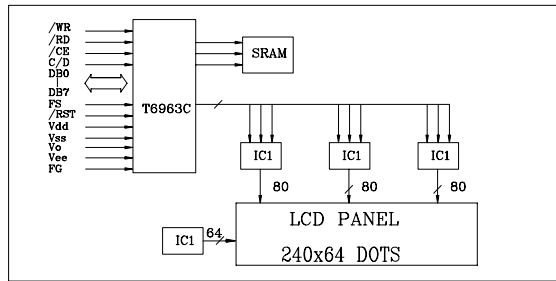 /WR
/RD
/CE
C/D
DB0
DB7
FS
/RST
Vdd
Vss
Vo
Vee
FG
T6963C
SRAM
IC1 IC1 IC1
80 80 80
IC1 64
LCD PANEL
240x64 DOTS